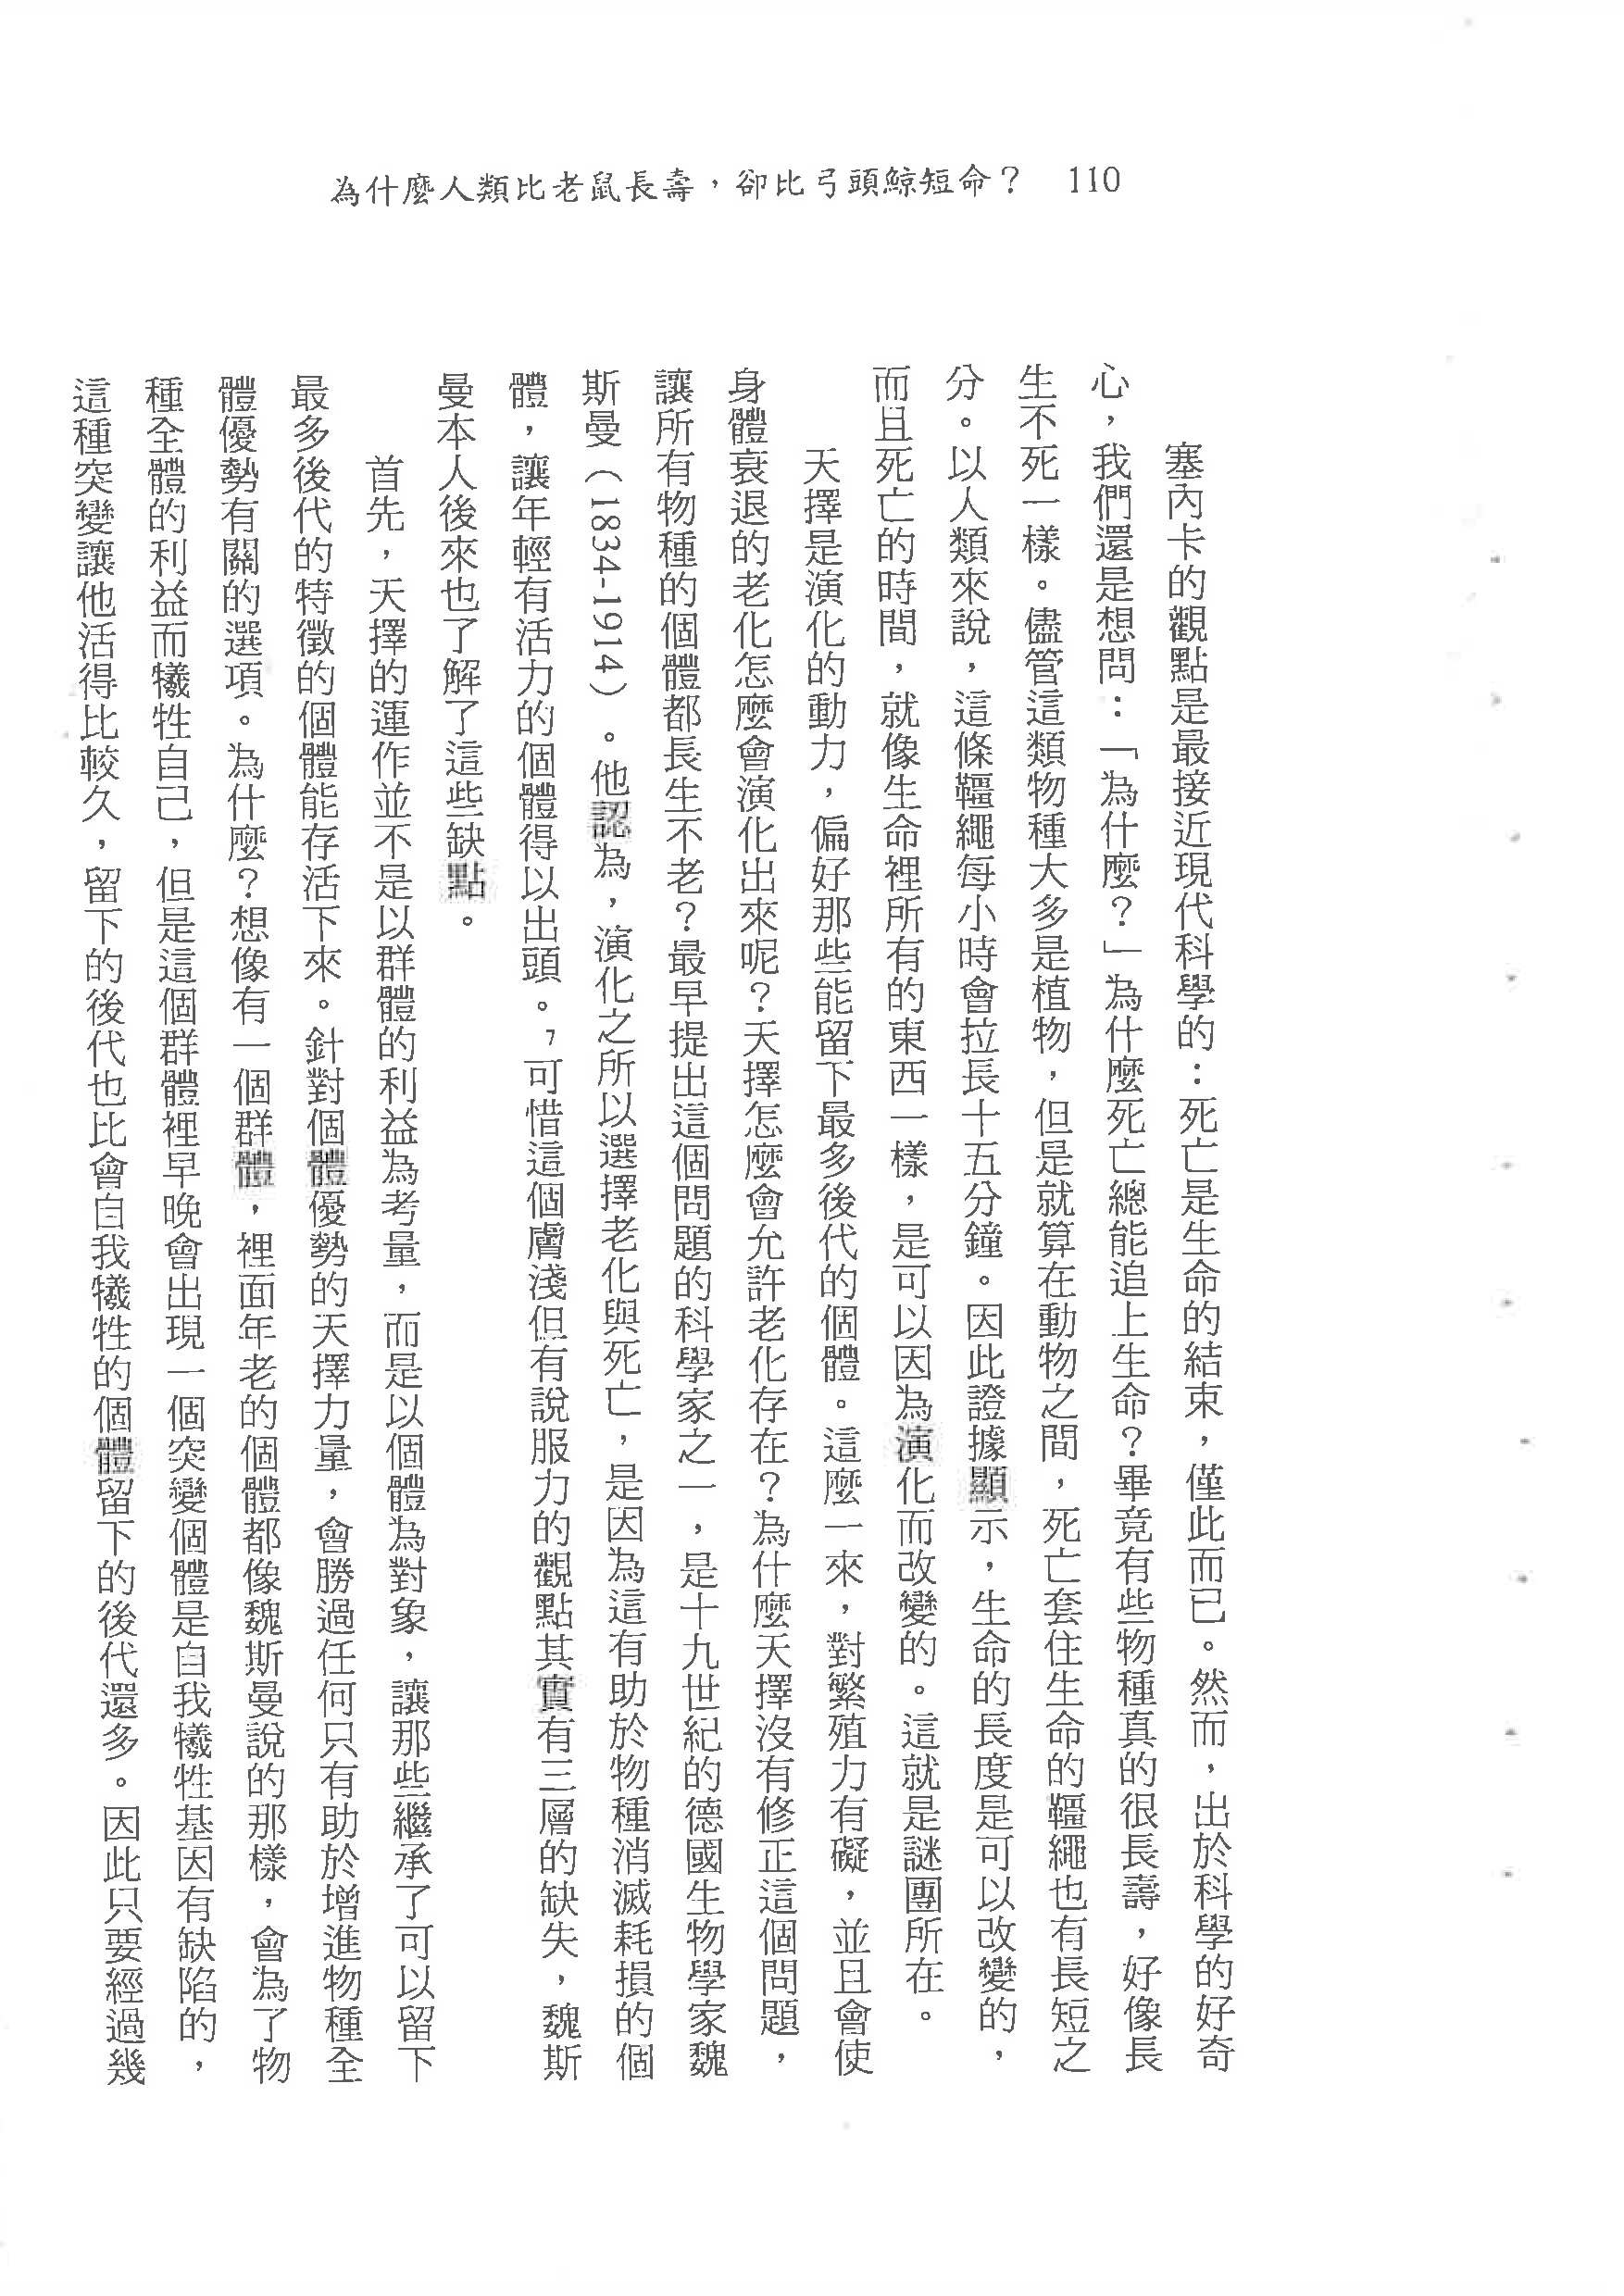 為什麼人類比老鼠長壽，卻比弓頭鯨短命？　110
塞內卡的觀點是最接近現代科學的：死亡是生命的結束，僅此而已。然而，出於科學的好奇
心，我們還是想問：「為什麼？」為什麼死亡總能追上生命？畢竟有些物種真的很長壽，好像長
生不死一樣。儘管這類物種大多是植物，但是就算在動物之間，死亡套住生命的韁繩也有長短之
分。以人類來說，這條韁繩每小時會拉長十五分鐘。因此證據顯示，生命的長度是可以改變的，
而且死亡的時間，就像生命裡所有的東西一樣，是可以因為演化而改變的。這就是謎團所在。
天擇是演化的動力，偏好那些能留下最多後代的個體。這麼一來，對繁殖力有礙，並且會使
身體衰退的老化怎麼會演化出來呢？天擇怎麼會允許老化存在？為什麼天擇沒有修正這個問題，
讓所有物種的個體都長生不老？最早提出這個問題的科學家之一，是十九世紀的德國生物學家魏
斯曼（1834-1914）。他認為，演化之所以選擇老化與死亡，是因為這有助於物種消滅耗損的個
體，讓年輕有活力的個體得以出頭。7可惜這個膚淺但有說服力的觀點其實有三層的缺失，魏斯
曼本人後來也了解了這些缺點。
首先，天擇的運作並不是以群體的利益為考量，而是以個體為對象，讓那些繼承了可以留下
最多後代的特徵的個體能存活下來。針對個體優勢的天擇力量，會勝過任何只有助於增進物種全
體優勢有關的選項。為什麼？想像有一個群體，裡面年老的個體都像魏斯曼說的那樣，會為了物
種全體的利益而犧牲自己，但是這個群體裡早晚會出現一個突變個體是自我犧牲基因有缺陷的，
這種突變讓他活得比較久，留下的後代也比會自我犧牲的個體留下的後代還多。因此只要經過幾